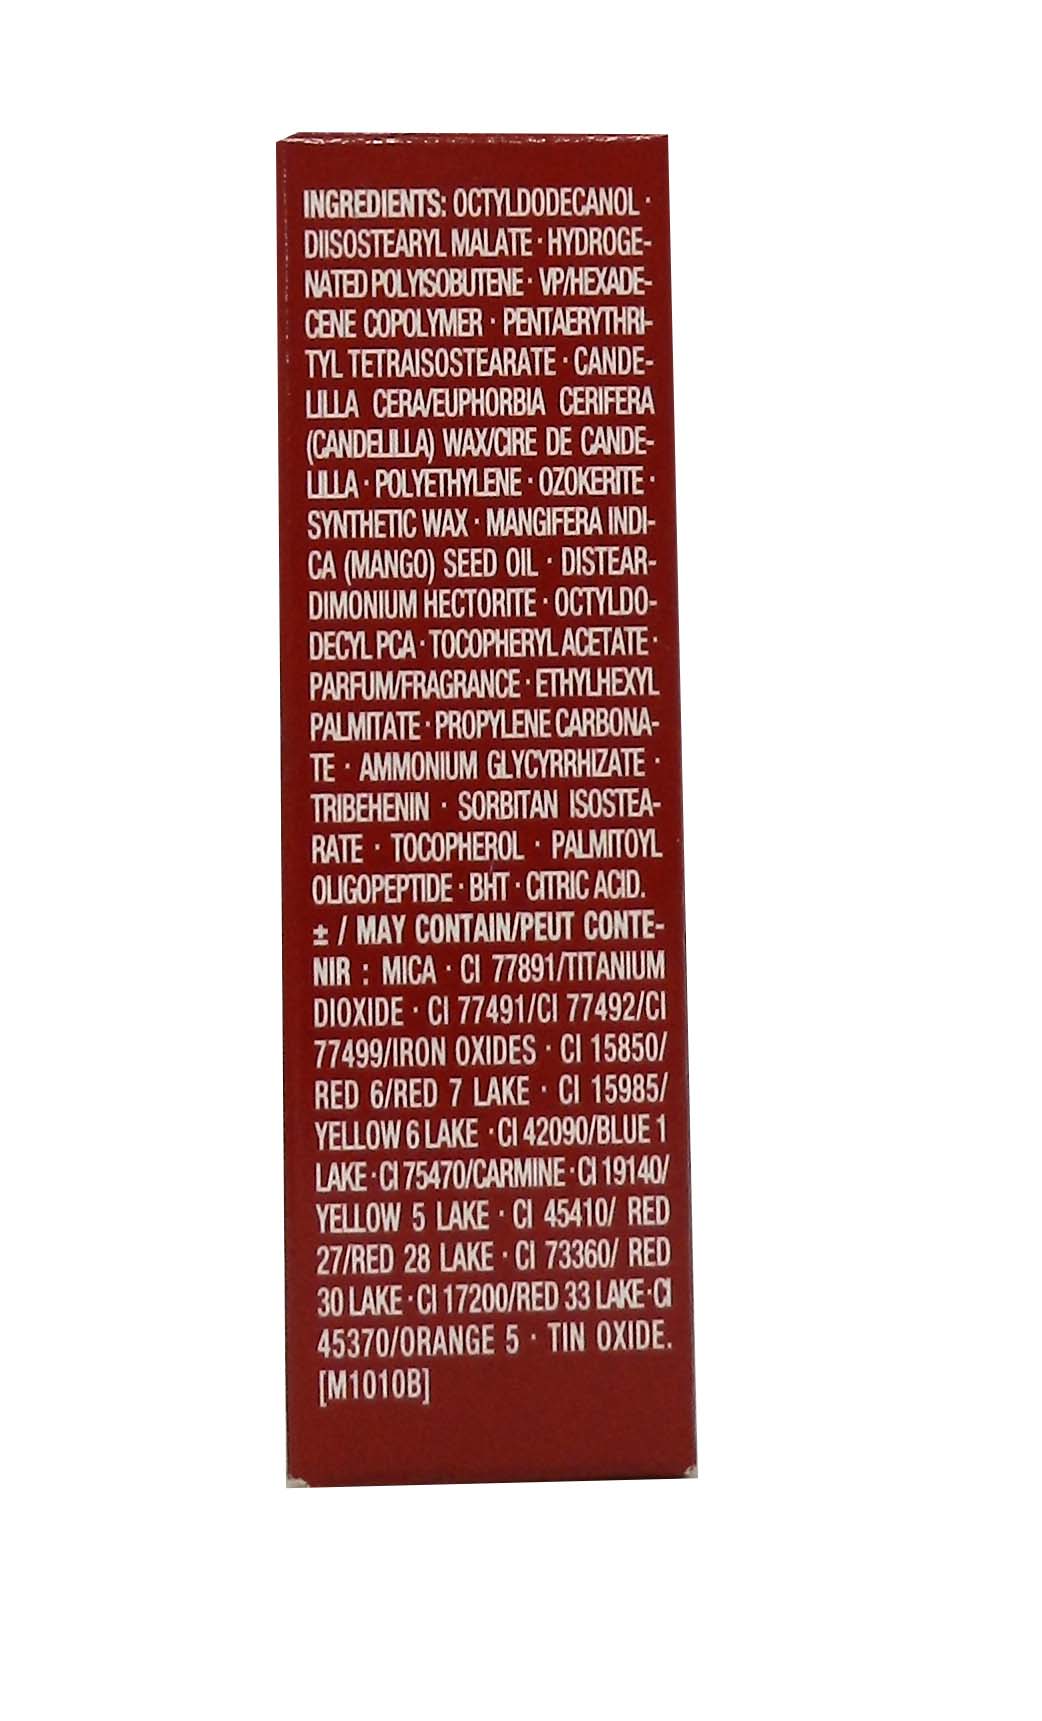 INGREDIENTS: OCTYLDODECANOL ·
DIISOSTEARYL MALATE · HYDROGE-
NATED POLYISOBUTENE · VP/HEXADE-
CENE COPOLYMER · PENTAERYTHRI-
TYL TETRAISOSTEARATE · CANDE-
LILLA CERA/EUPHORBIA CERIFERA
(CANDELILLA) WAX/CIRE DE CANDE-
LILLA · POLYETHYLENE · OZOKERITE ·
SYNTHETIC WAX · MANGIFERA INDI-
CA (MANGO) SEED OIL · DISTEAR-
DIMONIUM HECTORITE · OCTYLDO-
DECYL PCA · TOCOPHERYL ACETATE ·
PARFUM/FRAGRANCE · ETHYLHEXYL
PALMITATE · PROPYLENE CARBONA-
TE · AMMONIUM GLYCYRRHIZATE ·
TRIBEHENIN · SORBITAN ISOSTEA-
RATE · TOCOPHEROL · PALMITOYL
OLIGOPEPTIDE · BHT · CITRIC ACID.
± / MAY CONTAIN/PEUT CONTE-
NIR : MICA · CI 77891/TITANIUM
DIOXIDE · CI 77491/CI 77492/CI
77499/IRON OXIDES · CI 15850/
RED 6/RED 7 LAKE · CI 15985/
YELLOW 6 LAKE · CI 42090/BLUE 1
LAKE · CI 75470/CARMINE · CI 19140/
YELLOW 5 LAKE · CI 45410/ RED
27/RED 28 LAKE · CI 73360/ RED
30 LAKE · CI 17200/RED 33 LAKE · CI
45370/ORANGE 5 · TIN OXIDE.
[M1010B]